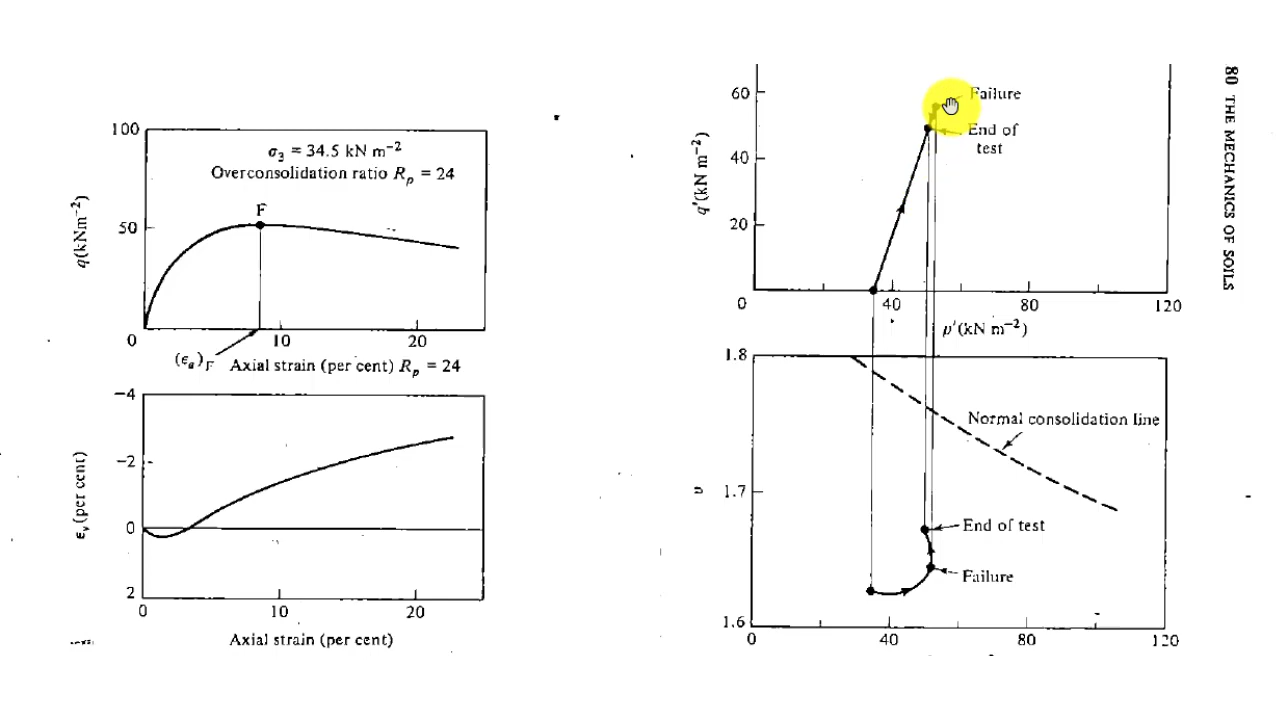 100
σ₃ = 34.5 kN m⁻²
Overconsolidation ratio Rₚ = 24
q(kNm⁻²)
50
F
0
10
20
(εₐ)F
Axial strain (per cent) Rₚ = 24
−4
−2
εᵥ(per cent)
0
2
0
10
20
Axial strain (per cent)
60
Failure
End of
test
q'(kN m⁻²)
40
20
0
40
80
120
p'(kN m⁻²)
1.8
Normal consolidation line
υ
1.7
End of test
Failure
1.6
0
40
80
120
80 THE MECHANICS OF SOILS